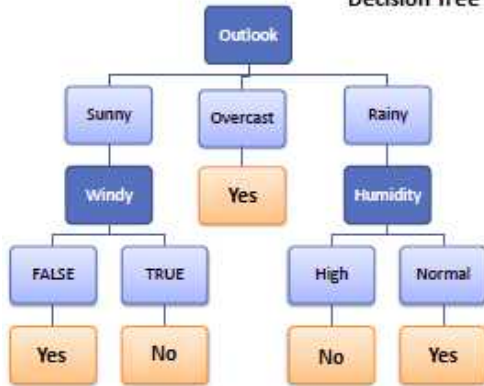 Decision Tree
Outlook
Sunny Overcast Rainy
Windy Yes Humidity
FALSE TRUE High Normal
Yes No No Yes